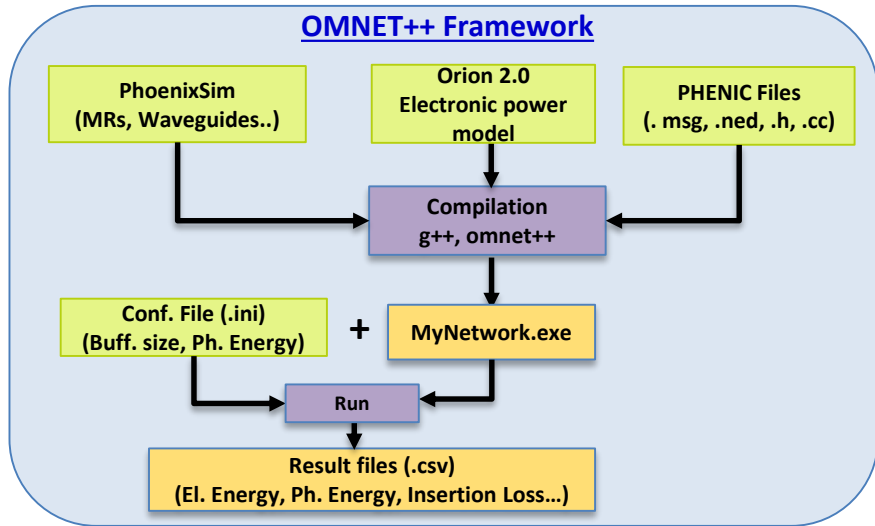 OMNET++ Framework
PhoenixSim
(MRs, Waveguides..)
Orion 2.0
Electronic power
model
PHENIC Files
(. msg, .ned, .h, .cc)
Compilation
g++, omnet++
Conf. File (.ini)
(Buff. size, Ph. Energy)
+
MyNetwork.exe
Run
Result files (.csv)
(El. Energy, Ph. Energy, Insertion Loss…)